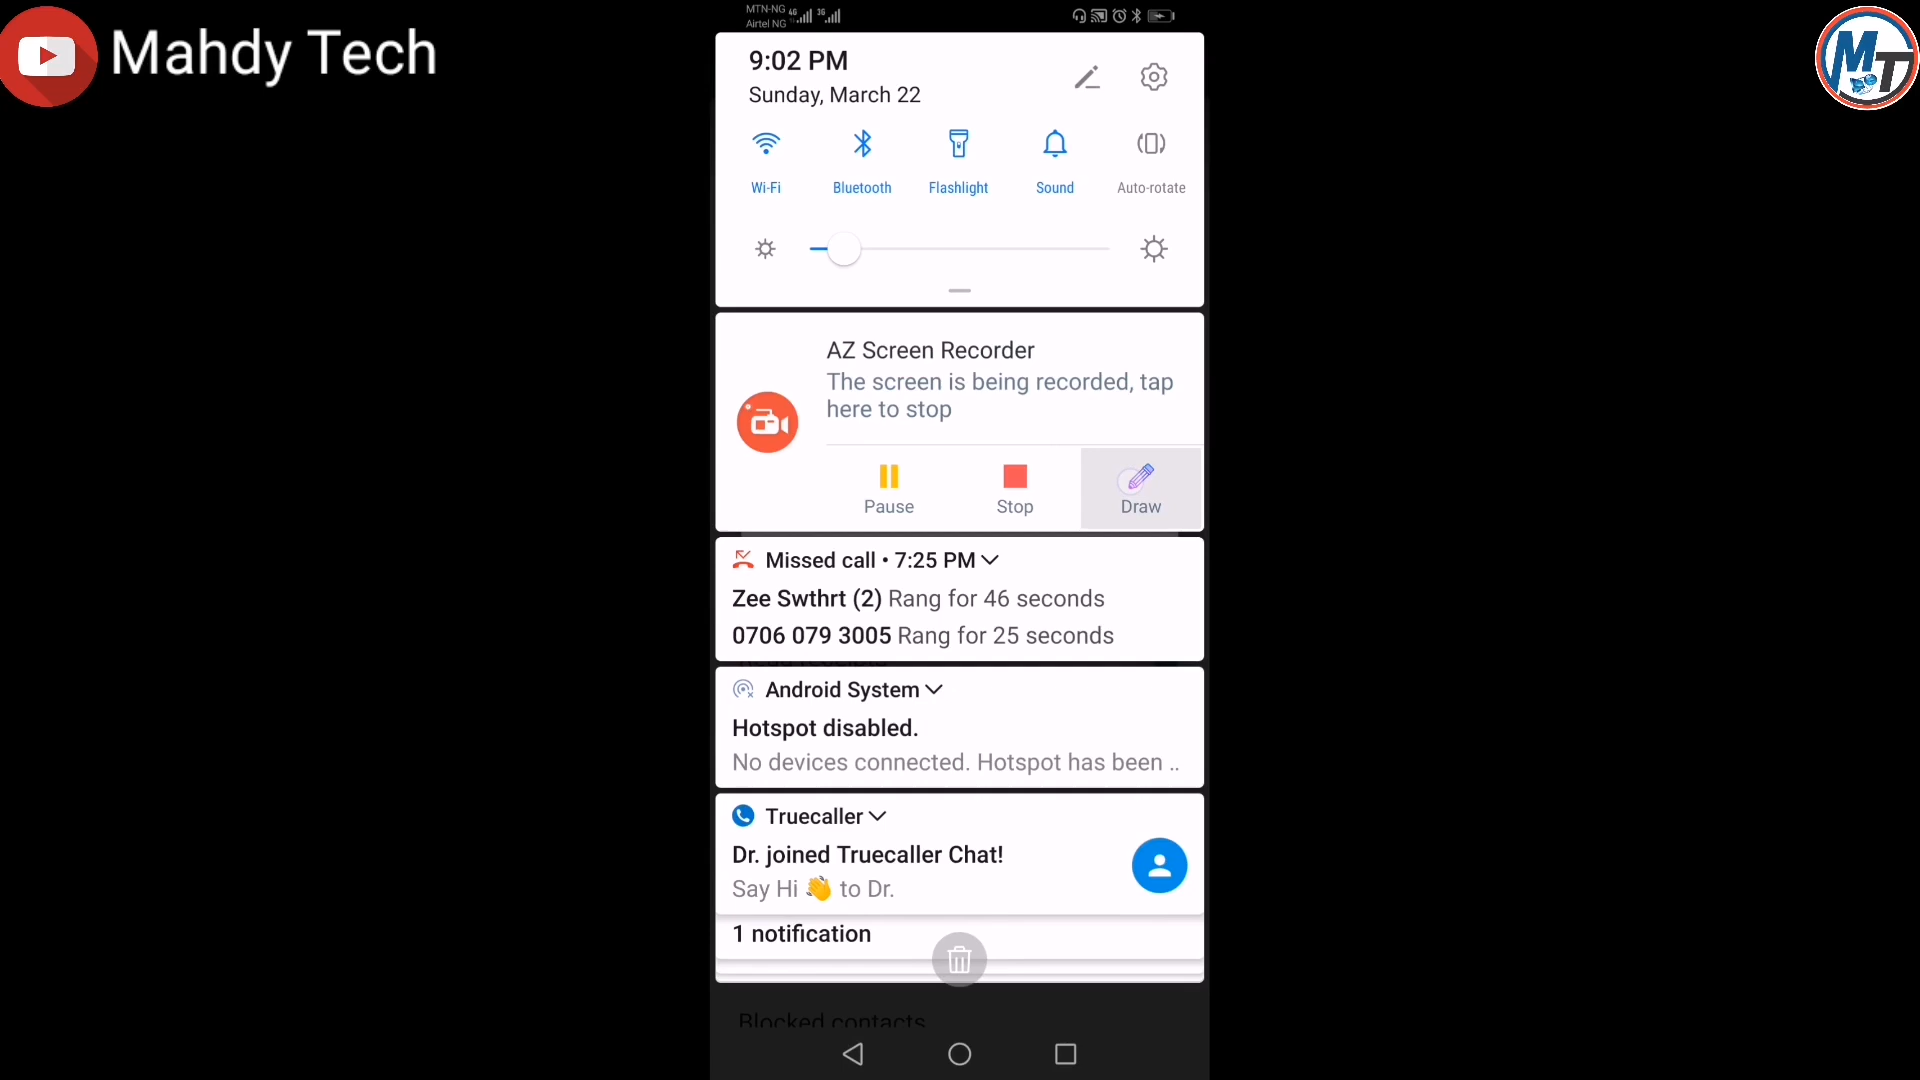 Mahdy Tech
MT
MTN-NG 4G 3G
Airtel NG
9:02 PM
Sunday, March 22
Wi-Fi Bluetooth Flashlight Sound Auto-rotate
AZ Screen Recorder
The screen is being recorded, tap
here to stop
Pause Stop Draw
Missed call • 7:25 PM
Zee Swthrt (2) Rang for 46 seconds
0706 079 3005 Rang for 25 seconds
Android System
Hotspot disabled.
No devices connected. Hotspot has been ..
Truecaller
Dr. joined Truecaller Chat!
Say Hi 👋 to Dr.
1 notification
Blocked contacts